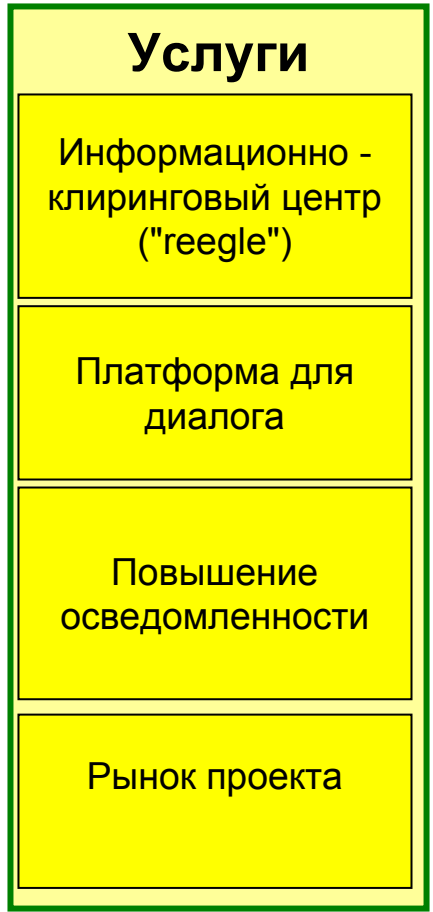 Услуги
Информационно -
клиринговый центр
("reegle")
Платформа для
диалога
Повышение
осведомленности
Рынок проекта